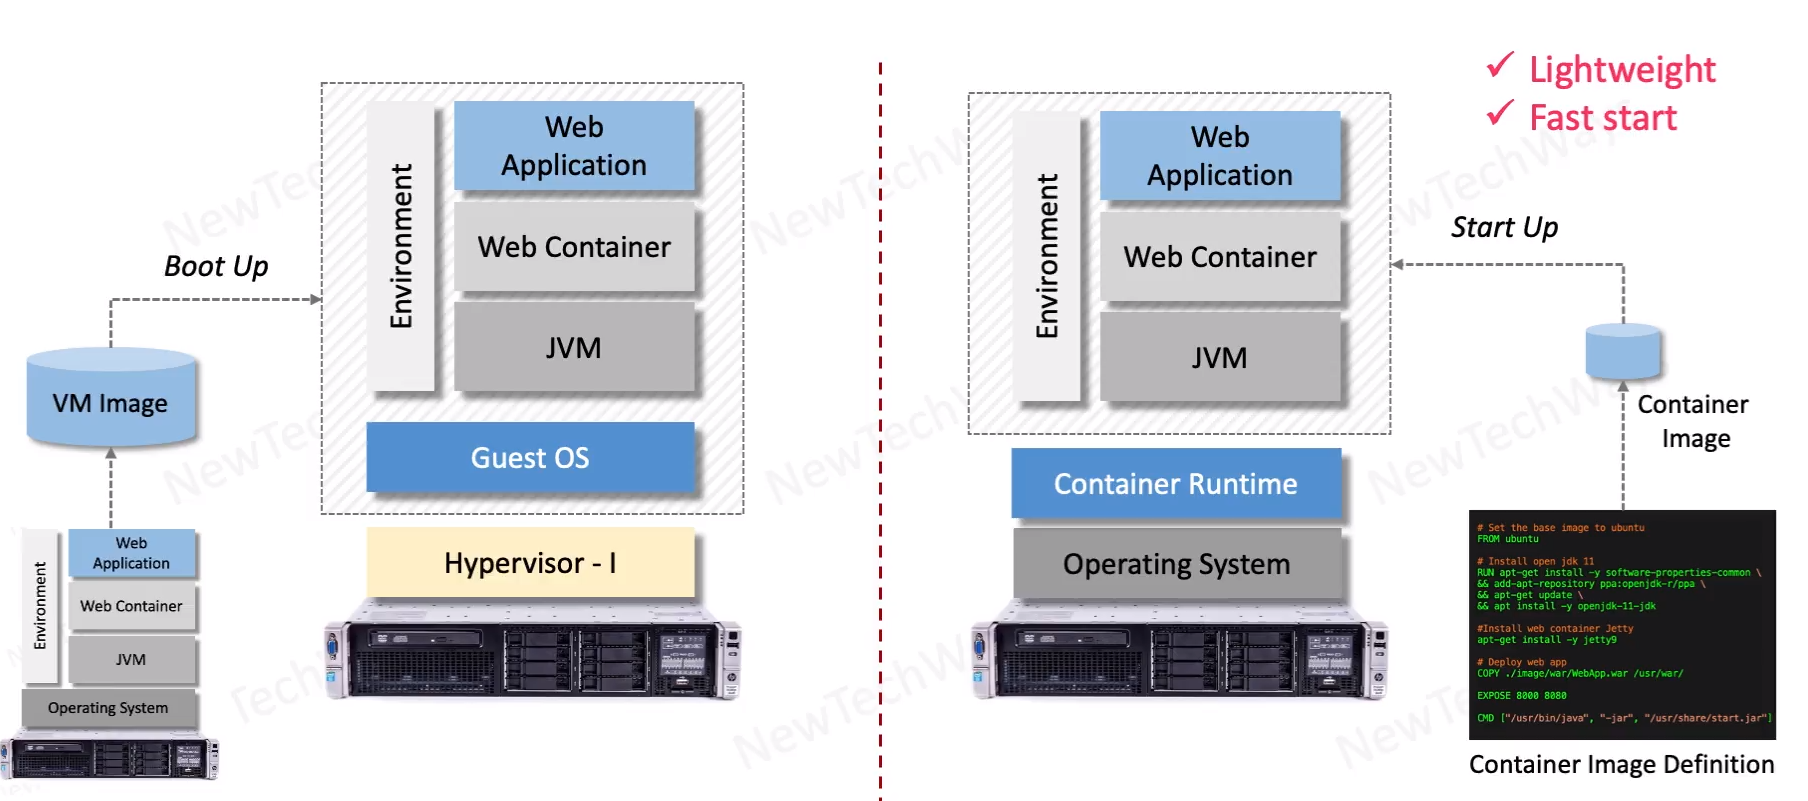 Boot Up
VM Image
Environment
Web
Application
Web Container
JVM
Operating System
Environment
Web
Application
Web Container
JVM
Guest OS
Hypervisor - I
✓ Lightweight
✓ Fast start
Environment
Web
Application
Web Container
JVM
Container Runtime
Operating System
Start Up
Container
Image
# Set the base image to ubuntu
FROM ubuntu
# Install open jdk 11
RUN apt-get install -y software-properties-common \
&& add-apt-repository ppa:openjdk-r/ppa \
&& apt-get update \
&& apt install -y openjdk-11-jdk
#Install web container Jetty
apt-get install -y jetty9
# Deploy web app
COPY ./image/war/WebApp.war /usr/war/
EXPOSE 8000 8080
CMD ["/usr/bin/java", "-jar", "/usr/share/start.jar"]
Container Image Definition